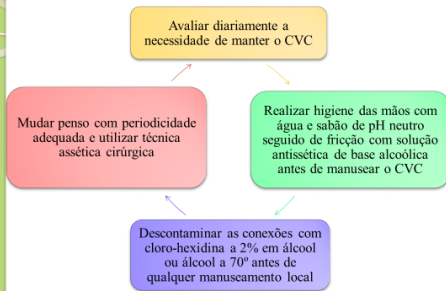 Avaliar diariamente a
necessidade de manter o CVC
Realizar higiene das mãos com
água e sabão de pH neutro
seguido de fricção com solução
antissética de base alcoólica
antes de manusear o CVC
Descontaminar as conexões com
cloro-hexidina a 2% em álcool
ou álcool a 70º antes de
qualquer manuseamento local
Mudar penso com periodicidade
adequada e utilizar técnica
assética cirúrgica